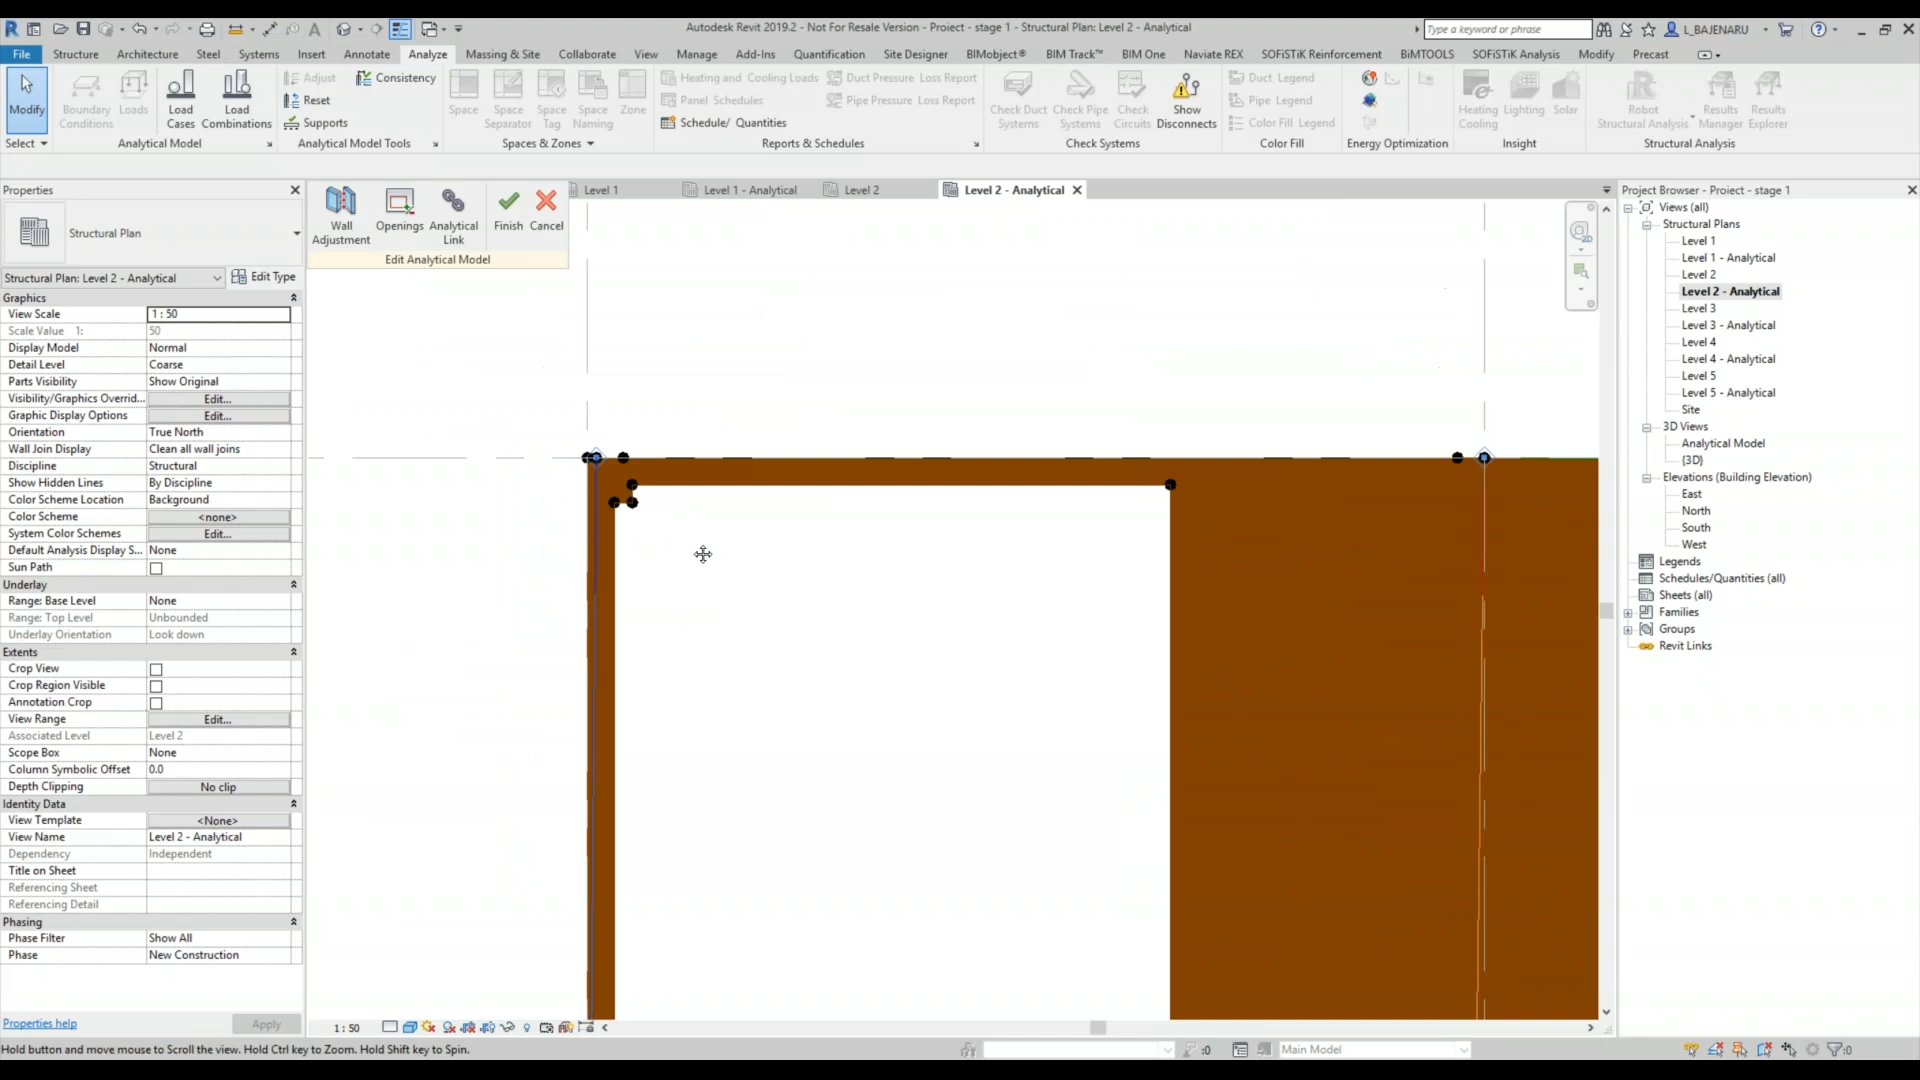 Autodesk Revit 2019.2 - Not For Resale Version - Project - stage 1 - Structural Plan: Level 2 - Analytical
Type a keyword or phrase
L_BAJENARU
File Structure Architecture Steel Systems Insert Annotate Analyze Massing & Site Collaborate View Manage Add-Ins Quantification Site Designer BIMobject® BIM Track™ BIM One Naviate REX SOFiSTiK Reinforcement BiMTOOLS SOFiSTiK Analysis Modify Precast
Modify
Boundary Conditions
Loads
Load Cases
Load Combinations
Adjust
Reset
Supports
Consistency
Space
Space Separator
Space Tag
Space Naming
Zone
Heating and Cooling Loads
Panel Schedules
Schedule/ Quantities
Duct Pressure Loss Report
Pipe Pressure Loss Report
Check Duct Systems
Check Pipe Systems
Check Circuits
Show Disconnects
Duct Legend
Pipe Legend
Color Fill Legend
Heating Cooling
Lighting
Solar
Robot Structural Analysis
Results Manager
Results Explorer
Select Analytical Model Analytical Model Tools Spaces & Zones Reports & Schedules Check Systems Color Fill Energy Optimization Insight Structural Analysis
Properties
Structural Plan
Structural Plan: Level 2 - Analytical Edit Type
Graphics
View Scale 1 : 50
Scale Value 1: 50
Display Model Normal
Detail Level Coarse
Parts Visibility Show Original
Visibility/Graphics Overrid... Edit...
Graphic Display Options Edit...
Orientation True North
Wall Join Display Clean all wall joins
Discipline Structural
Show Hidden Lines By Discipline
Color Scheme Location Background
Color Scheme <none>
System Color Schemes Edit...
Default Analysis Display S... None
Sun Path
Underlay
Range: Base Level None
Range: Top Level Unbounded
Underlay Orientation Look down
Extents
Crop View
Crop Region Visible
Annotation Crop
View Range Edit...
Associated Level Level 2
Scope Box None
Column Symbolic Offset 0.0
Depth Clipping No clip
Identity Data
View Template <None>
View Name Level 2 - Analytical
Dependency Independent
Title on Sheet
Referencing Sheet
Referencing Detail
Phasing
Phase Filter Show All
Phase New Construction
Properties help Apply
Wall Adjustment
Openings
Analytical Link
Finish
Cancel
Edit Analytical Model
Level 1 Level 1 - Analytical Level 2 Level 2 - Analytical
2D
Project Browser - Project - stage 1
Views (all)
Structural Plans
Level 1
Level 1 - Analytical
Level 2
Level 2 - Analytical
Level 3
Level 3 - Analytical
Level 4
Level 4 - Analytical
Level 5
Level 5 - Analytical
Site
3D Views
Analytical Model
{3D}
Elevations (Building Elevation)
East
North
South
West
Legends
Schedules/Quantities (all)
Sheets (all)
Families
Groups
Revit Links
1 : 50
Hold button and move mouse to Scroll the view. Hold Ctrl key to Zoom. Hold Shift key to Spin.
:0
Main Model
:0